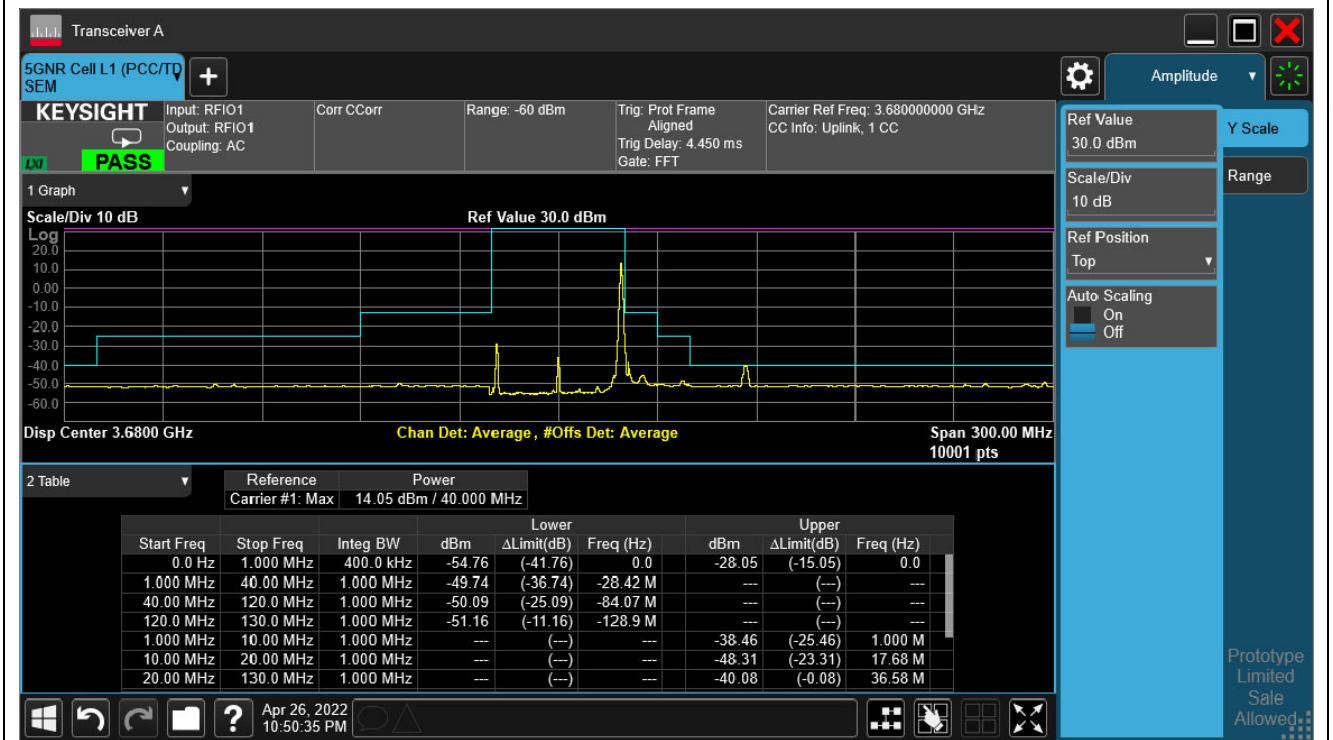 Transceiver A
5GNR Cell L1 (PCC/TD
SEM
+
Amplitude
KEYSIGHT
LXI
PASS
Input: RFIO1
Output: RFIO1
Coupling: AC
Corr CCorr
Range: -60 dBm
Trig: Prot Frame
Aligned
Trig Delay: 4.450 ms
Gate: FFT
Carrier Ref Freq: 3.680000000 GHz
CC Info: Uplink, 1 CC
Ref Value
30.0 dBm
Scale/Div
10 dB
Ref Position
Top
Auto Scaling
On
Off
Y Scale
Range
1 Graph
Scale/Div 10 dB
Ref Value 30.0 dBm
Log
20.0
10.0
0.00
-10.0
-20.0
-30.0
-40.0
-50.0
-60.0
Disp Center 3.6800 GHz
Chan Det: Average , #Offs Det: Average
Span 300.00 MHz
10001 pts
2 Table
Reference Power
Carrier #1: Max 14.05 dBm / 40.000 MHz
Lower Upper
Start Freq Stop Freq Integ BW dBm ΔLimit(dB) Freq (Hz) dBm ΔLimit(dB) Freq (Hz)
0.0 Hz 1.000 MHz 400.0 kHz -54.76 (-41.76) 0.0 -28.05 (-15.05) 0.0
1.000 MHz 40.00 MHz 1.000 MHz -49.74 (-36.74) -28.42 M --- (---) ---
40.00 MHz 120.0 MHz 1.000 MHz -50.09 (-25.09) -84.07 M --- (---) ---
120.0 MHz 130.0 MHz 1.000 MHz -51.16 (-11.16) -128.9 M --- (---) ---
1.000 MHz 10.00 MHz 1.000 MHz --- (---) --- -38.46 (-25.46) 1.000 M
10.00 MHz 20.00 MHz 1.000 MHz --- (---) --- -48.31 (-23.31) 17.68 M
20.00 MHz 130.0 MHz 1.000 MHz --- (---) --- -40.08 (-0.08) 36.58 M
?
Apr 26, 2022
10:50:35 PM
Prototype
Limited
Sale
Allowed